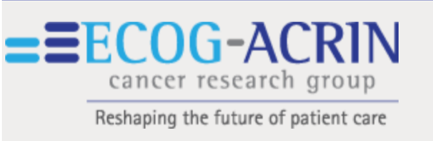 ECOG-ACRIN
cancer research group
Reshaping the future of patient care